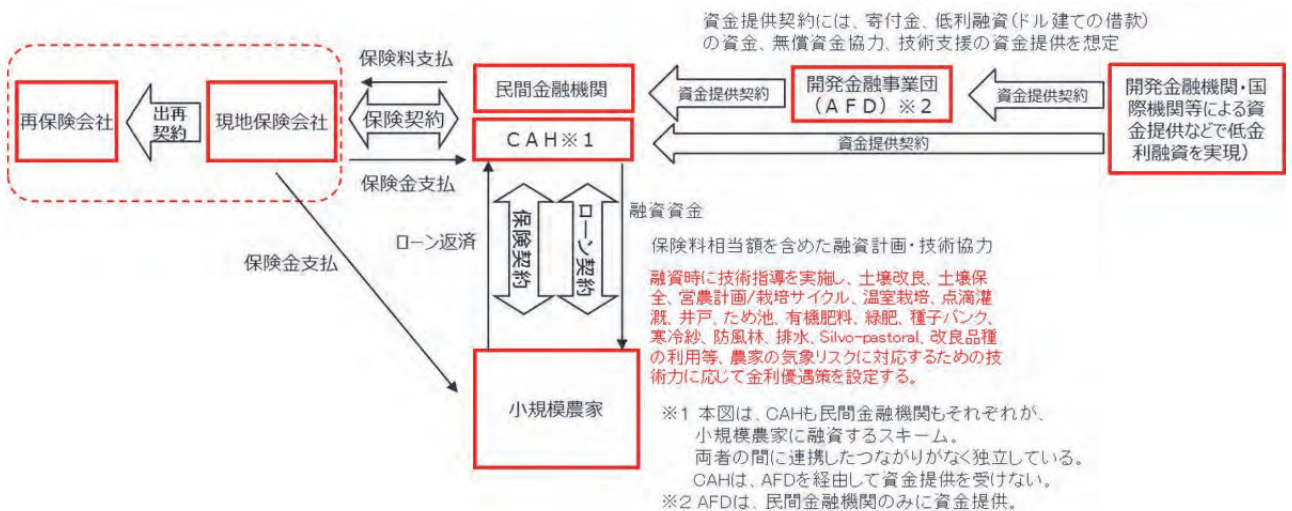 資金提供契約には、寄付金、低利融資(ドル建ての借款)
の資金、無償資金協力、技術支援の資金提供を想定
保険料支払
民間金融機関
資金提供契約
開発金融事業団
(AFD)※2
資金提供契約
開発金融機関・国
際機関等による資
金提供などで低金
利融資を実現)
再保険会社
出再
契約
現地保険会社
保険契約
CAH※1
資金提供契約
保険金支払
保険金支払
ローン返済
保険契約
ローン契約
融資資金
保険料相当額を含めた融資計画・技術協力
融資時に技術指導を実施し、土壌改良、土壌保
全、営農計画/栽培サイクル、温室栽培、点滴灌
漑、井戸、ため池、有機肥料、緑肥、種子バンク、
寒冷紗、防風林、排水、Silvo-pastoral、改良品種
の利用等、農家の気象リスクに対応するための技
術力に応じて金利優遇策を設定する。
小規模農家
※1 本図は、CAHも民間金融機関もそれぞれが、
小規模農家に融資するスキーム。
両者の間に連携したつながりがなく独立している。
CAHは、AFDを経由して資金提供を受けない。
※2 AFDは、民間金融機関のみに資金提供。